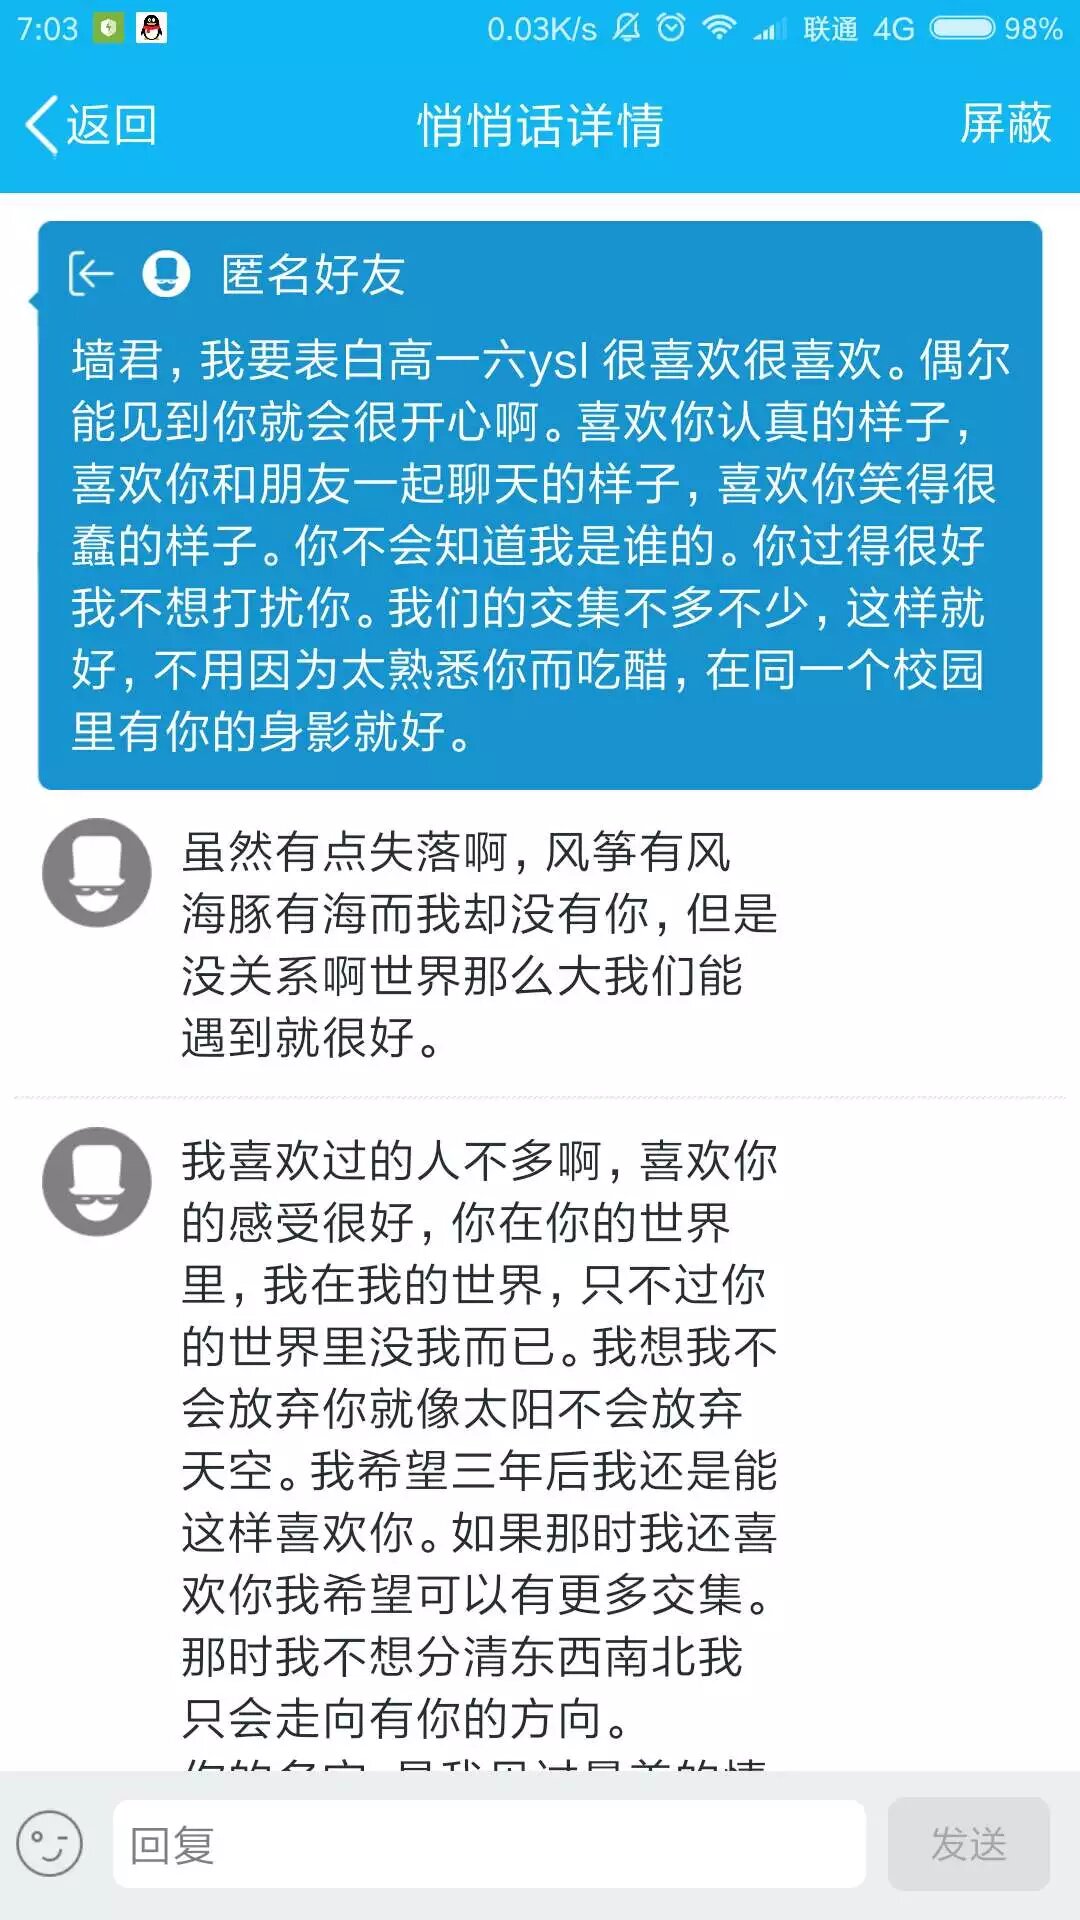 7:03 0.03K/s 联通 4G 98%
返回 悄悄话详情 屏蔽
匿名好友
墙君，我要表白高一六ysl 很喜欢很喜欢。偶尔
能见到你就会很开心啊。喜欢你认真的样子，
喜欢你和朋友一起聊天的样子，喜欢你笑得很
蠢的样子。你不会知道我是谁的。你过得很好
我不想打扰你。我们的交集不多不少，这样就
好，不用因为太熟悉你而吃醋，在同一个校园
里有你的身影就好。
虽然有点失落啊，风筝有风
海豚有海而我却没有你，但是
没关系啊世界那么大我们能
遇到就很好。
我喜欢过的人不多啊，喜欢你
的感受很好，你在你的世界
里，我在我的世界，只不过你
的世界里没我而已。我想我不
会放弃你就像太阳不会放弃
天空。我希望三年后我还是能
这样喜欢你。如果那时我还喜
欢你我希望可以有更多交集。
那时我不想分清东西南北我
只会走向有你的方向。
你的名字，是我见过最美的情
回复 发送